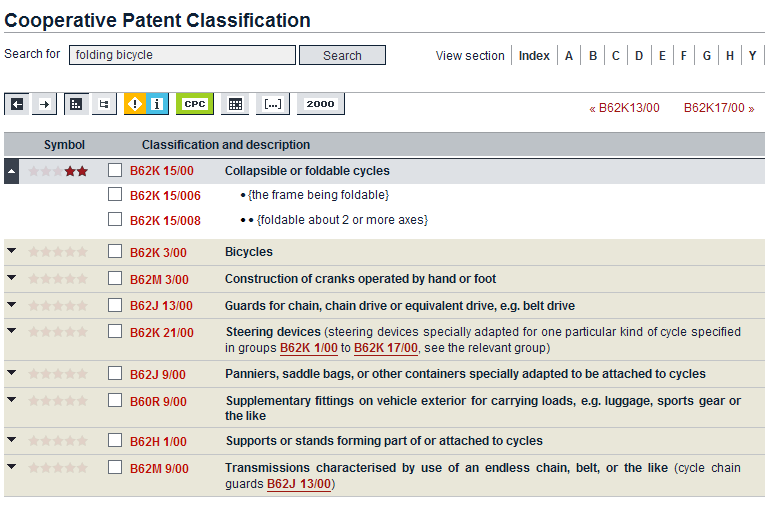 Cooperative Patent Classification
Search for folding bicycle Search View section Index A B C D E F G H Y
! i CPC [...] 2000 « B62K13/00 B62K17/00 »
Symbol Classification and description
B62K 15/00 Collapsible or foldable cycles
B62K 15/006 • {the frame being foldable}
B62K 15/008 • • {foldable about 2 or more axes}
B62K 3/00 Bicycles
B62M 3/00 Construction of cranks operated by hand or foot
B62J 13/00 Guards for chain, chain drive or equivalent drive, e.g. belt drive
B62K 21/00 Steering devices (steering devices specially adapted for one particular kind of cycle specified
in groups B62K 1/00 to B62K 17/00, see the relevant group)
B62J 9/00 Panniers, saddle bags, or other containers specially adapted to be attached to cycles
B60R 9/00 Supplementary fittings on vehicle exterior for carrying loads, e.g. luggage, sports gear or
the like
B62H 1/00 Supports or stands forming part of or attached to cycles
B62M 9/00 Transmissions characterised by use of an endless chain, belt, or the like (cycle chain
guards B62J 13/00)